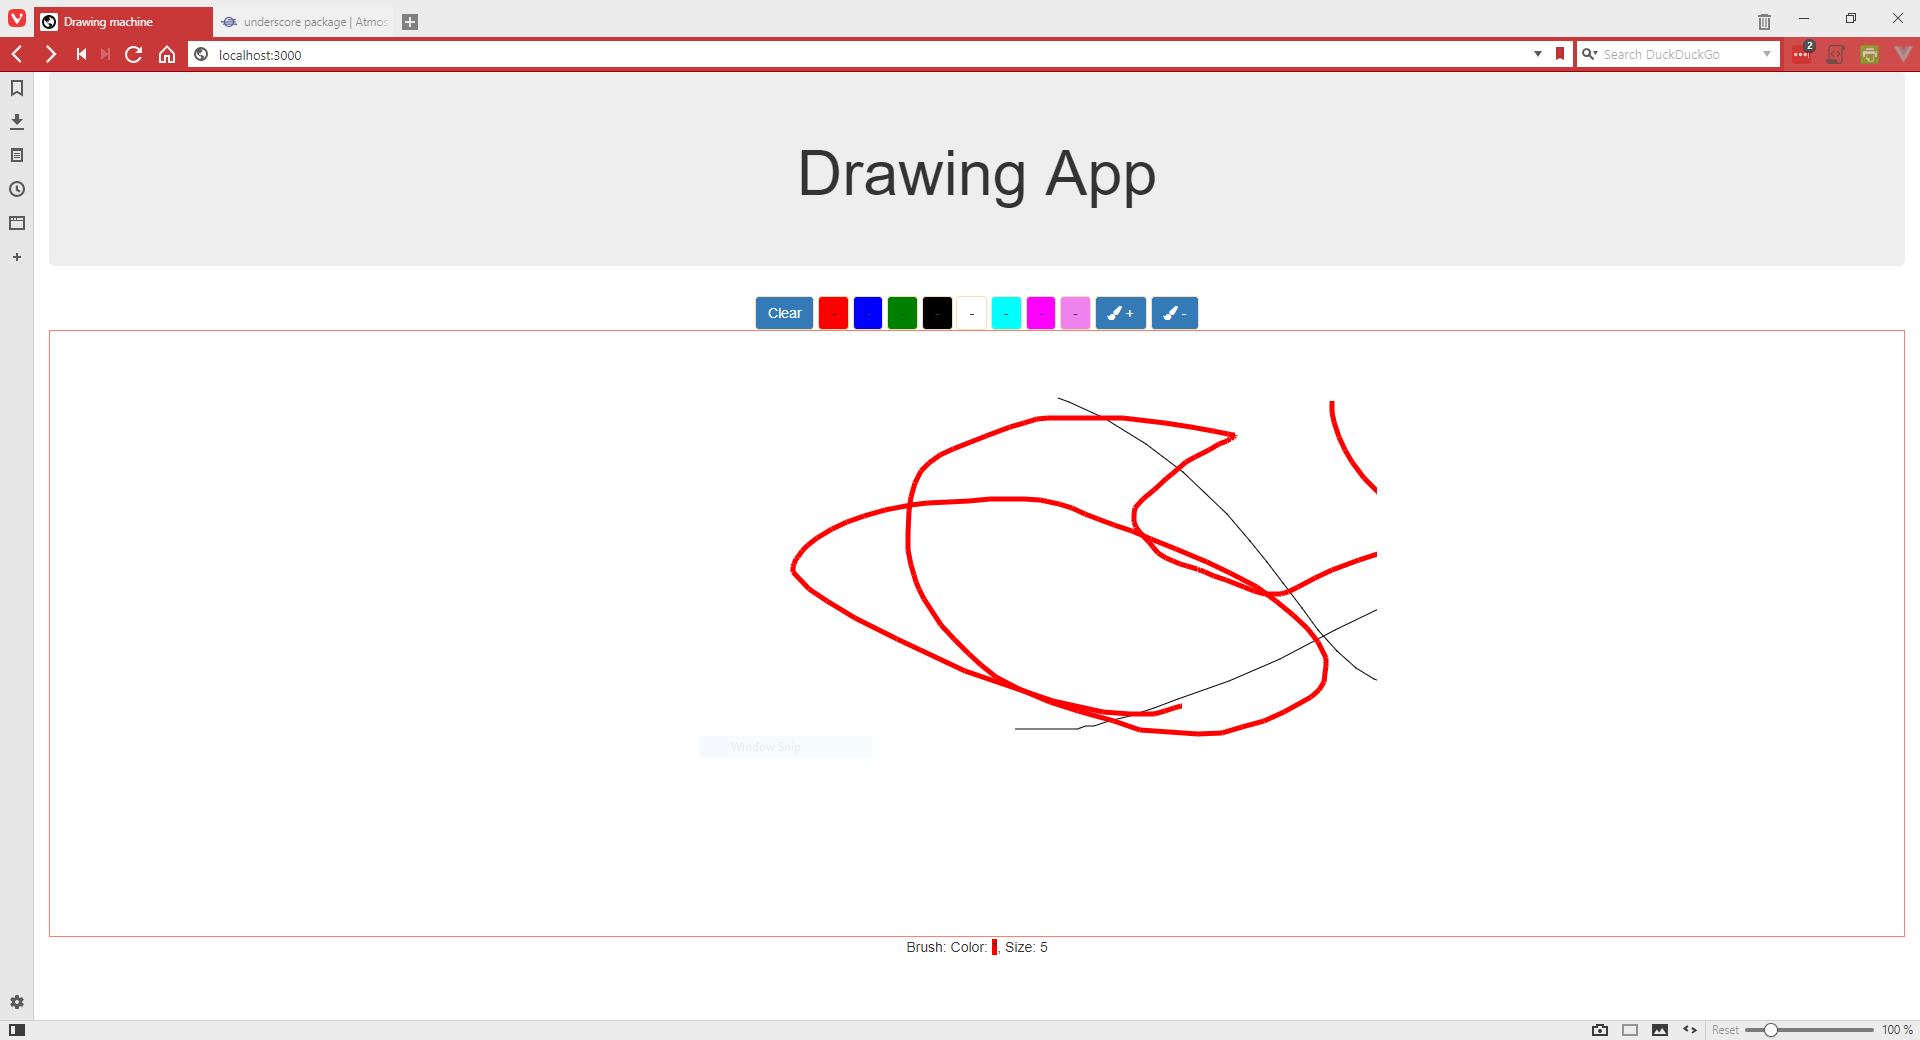 Drawing machine
underscore package | Atmos
localhost:3000
Search DuckDuckGo
2
Drawing App
Clear - - - - - - - - + -
Window Snip
Brush: Color: , Size: 5
Reset 100 %